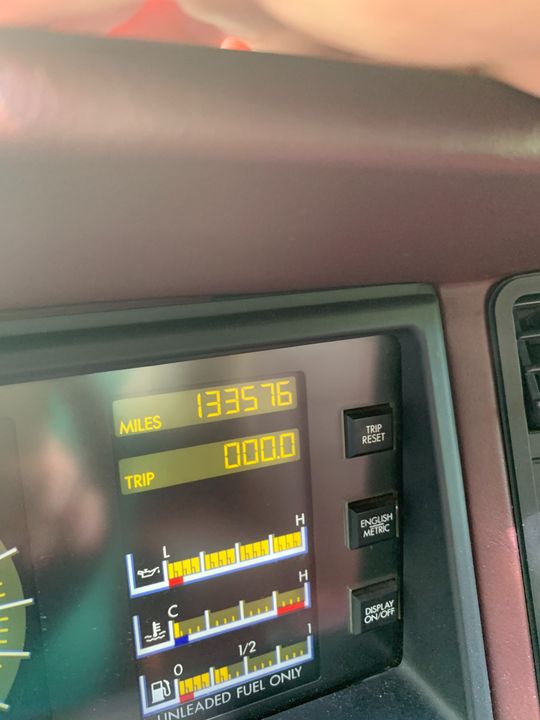 MILES 133576
TRIP 000.0
TRIP
RESET
L H
ENGLISH
METRIC
C H
DISPLAY
ON/OFF
0 1/2 1
UNLEADED FUEL ONLY